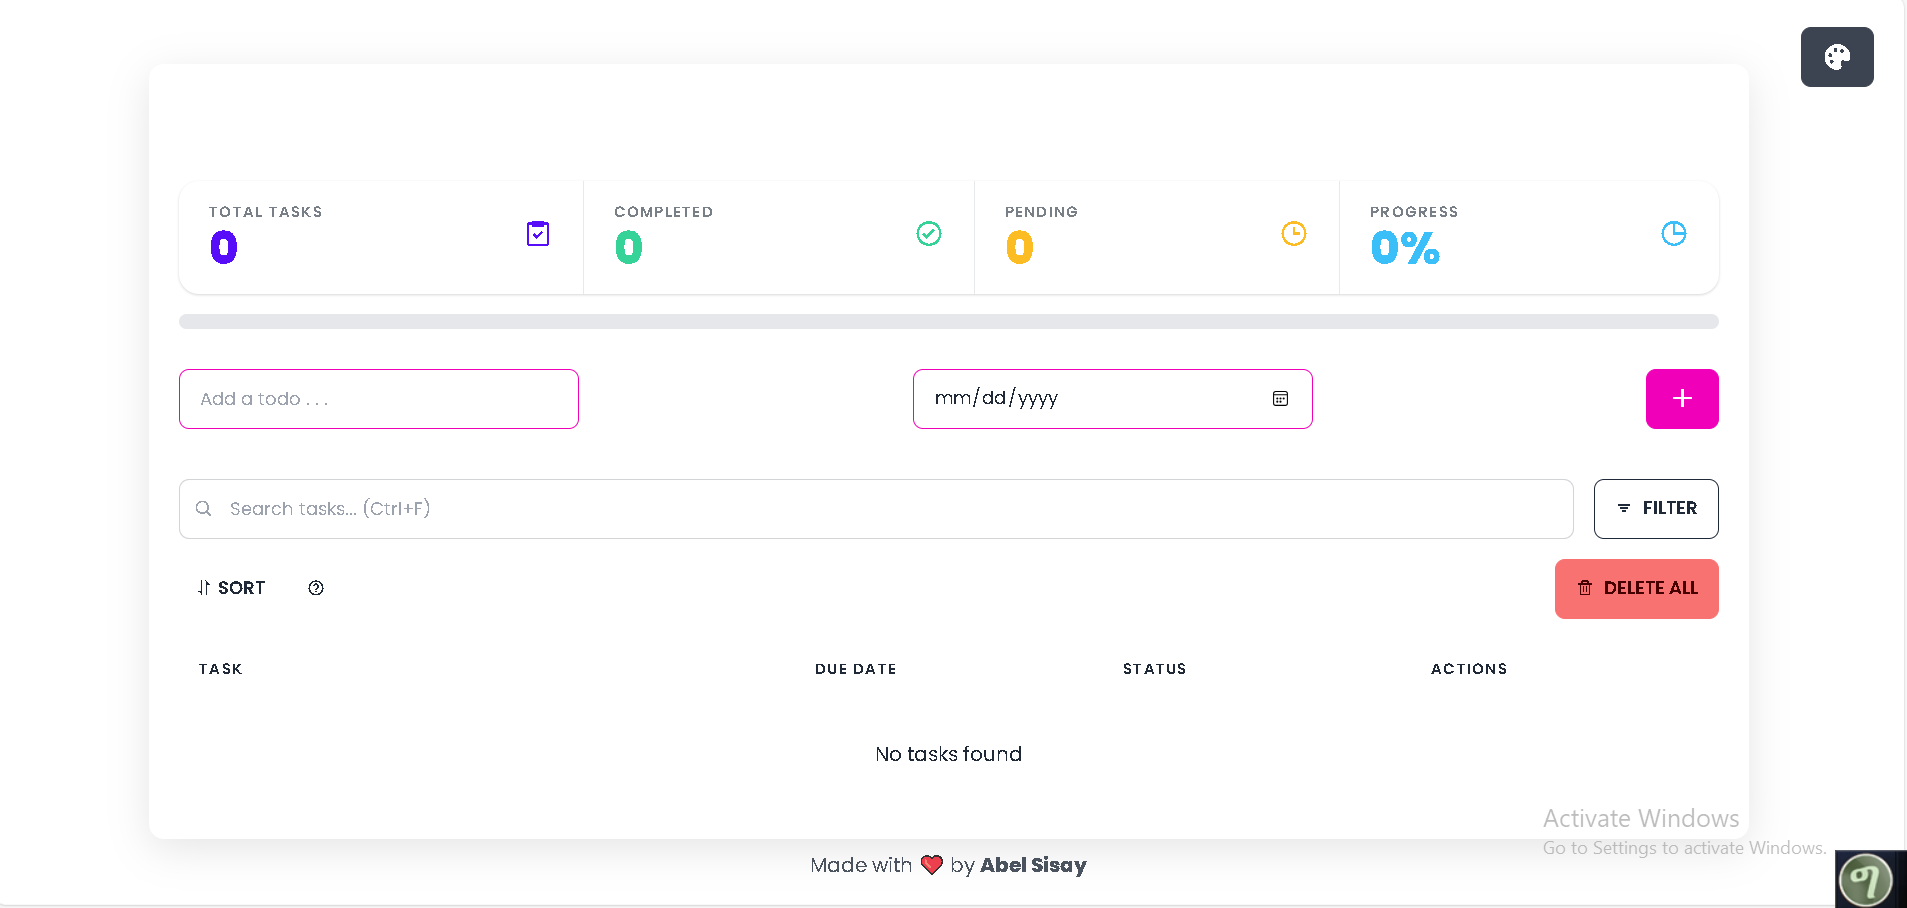 TOTAL TASKS
0
COMPLETED
0
PENDING
0
PROGRESS
0%
Add a todo . . .
mm/dd/yyyy
+
Search tasks... (Ctrl+F)
FILTER
SORT
DELETE ALL
TASK DUE DATE STATUS ACTIONS
No tasks found
Activate Windows
Go to Settings to activate Windows.
Made with ❤️ by Abel Sisay